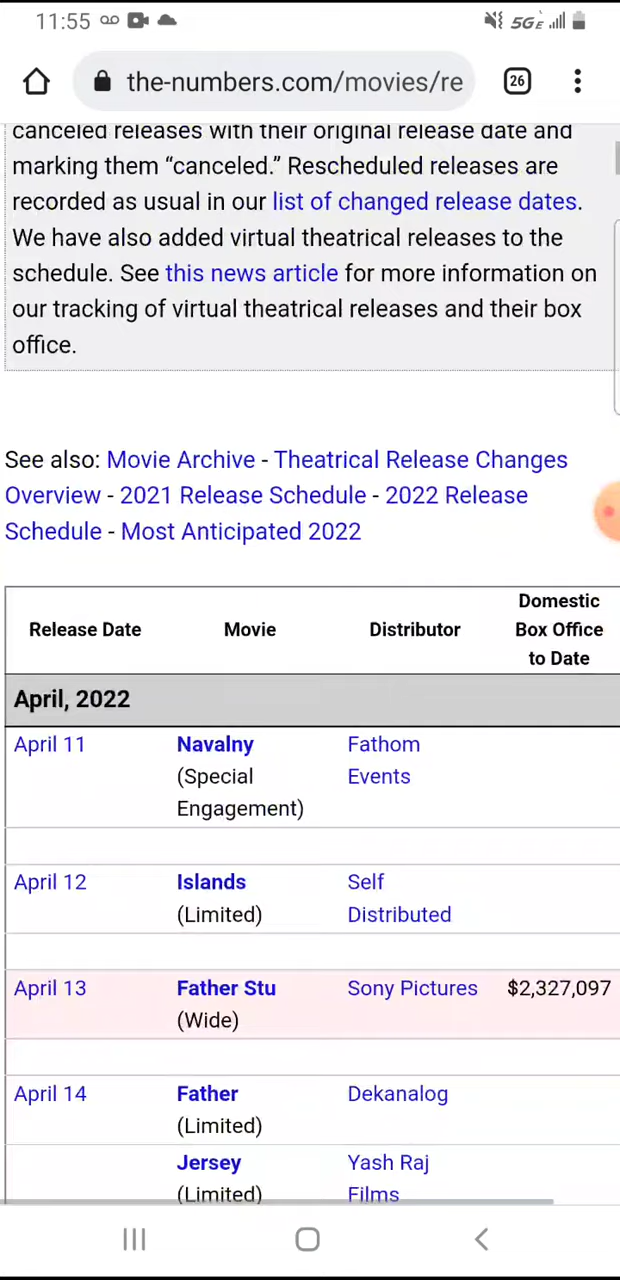 11:55
5GE
the-numbers.com/movies/re
26
canceled releases with their original release date and
marking them “canceled.” Rescheduled releases are
recorded as usual in our list of changed release dates.
We have also added virtual theatrical releases to the
schedule. See this news article for more information on
our tracking of virtual theatrical releases and their box
office.
See also: Movie Archive - Theatrical Release Changes
Overview - 2021 Release Schedule - 2022 Release
Schedule - Most Anticipated 2022
Release Date Movie Distributor Domestic
Box Office
to Date
April, 2022
April 11 Navalny Fathom
(Special Events
Engagement)
April 12 Islands Self
(Limited) Distributed
April 13 Father Stu Sony Pictures $2,327,097
(Wide)
April 14 Father Dekanalog
(Limited)
Jersey Yash Raj
(Limited) Films